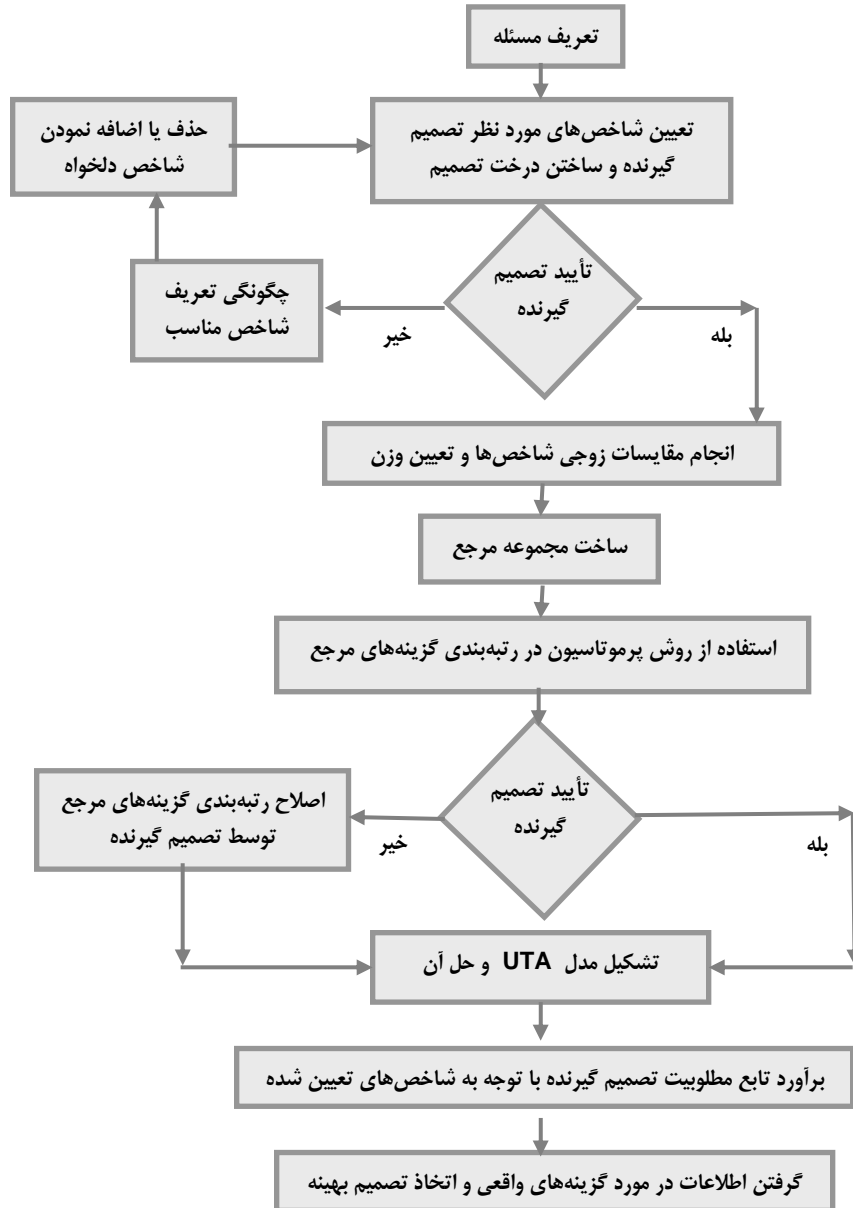 تعریف مسئله
تعیین شاخص‌های مورد نظر تصمیم
گیرنده و ساختن درخت تصمیم
حذف یا اضافه نمودن
شاخص دلخواه
چگونگی تعریف
شاخص مناسب
تأیید تصمیم
گیرنده
خیر
بله
انجام مقایسات زوجی شاخص‌ها و تعیین وزن
ساخت مجموعه مرجع
استفاده از روش پرموتاسیون در رتبه‌بندی گزینه‌های مرجع
تأیید تصمیم
گیرنده
خیر
بله
اصلاح رتبه‌بندی گزینه‌های مرجع
توسط تصمیم گیرنده
تشکیل مدل UTA و حل آن
برآورد تابع مطلوبیت تصمیم گیرنده با توجه به شاخص‌های تعیین شده
گرفتن اطلاعات در مورد گزینه‌های واقعی و اتخاذ تصمیم بهینه